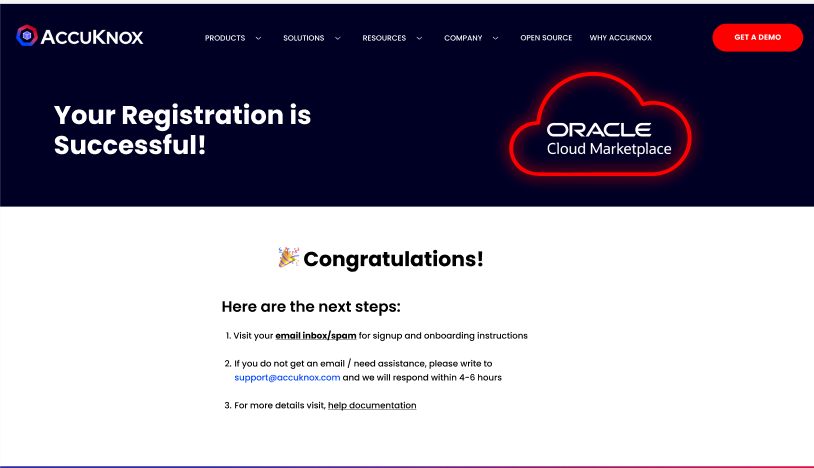 ACCUKNOX
PRODUCTS
SOLUTIONS
RESOURCES
COMPANY
OPEN SOURCE
WHY ACCUKNOX
GET A DEMO
Your Registration is
Successful!
ORACLE
Cloud Marketplace
Congratulations!
Here are the next steps:
1. Visit your email inbox/spam for signup and onboarding instructions
2. If you do not get an email / need assistance, please write to
support@accuknox.com and we will respond within 4-6 hours
3. For more details visit, help documentation